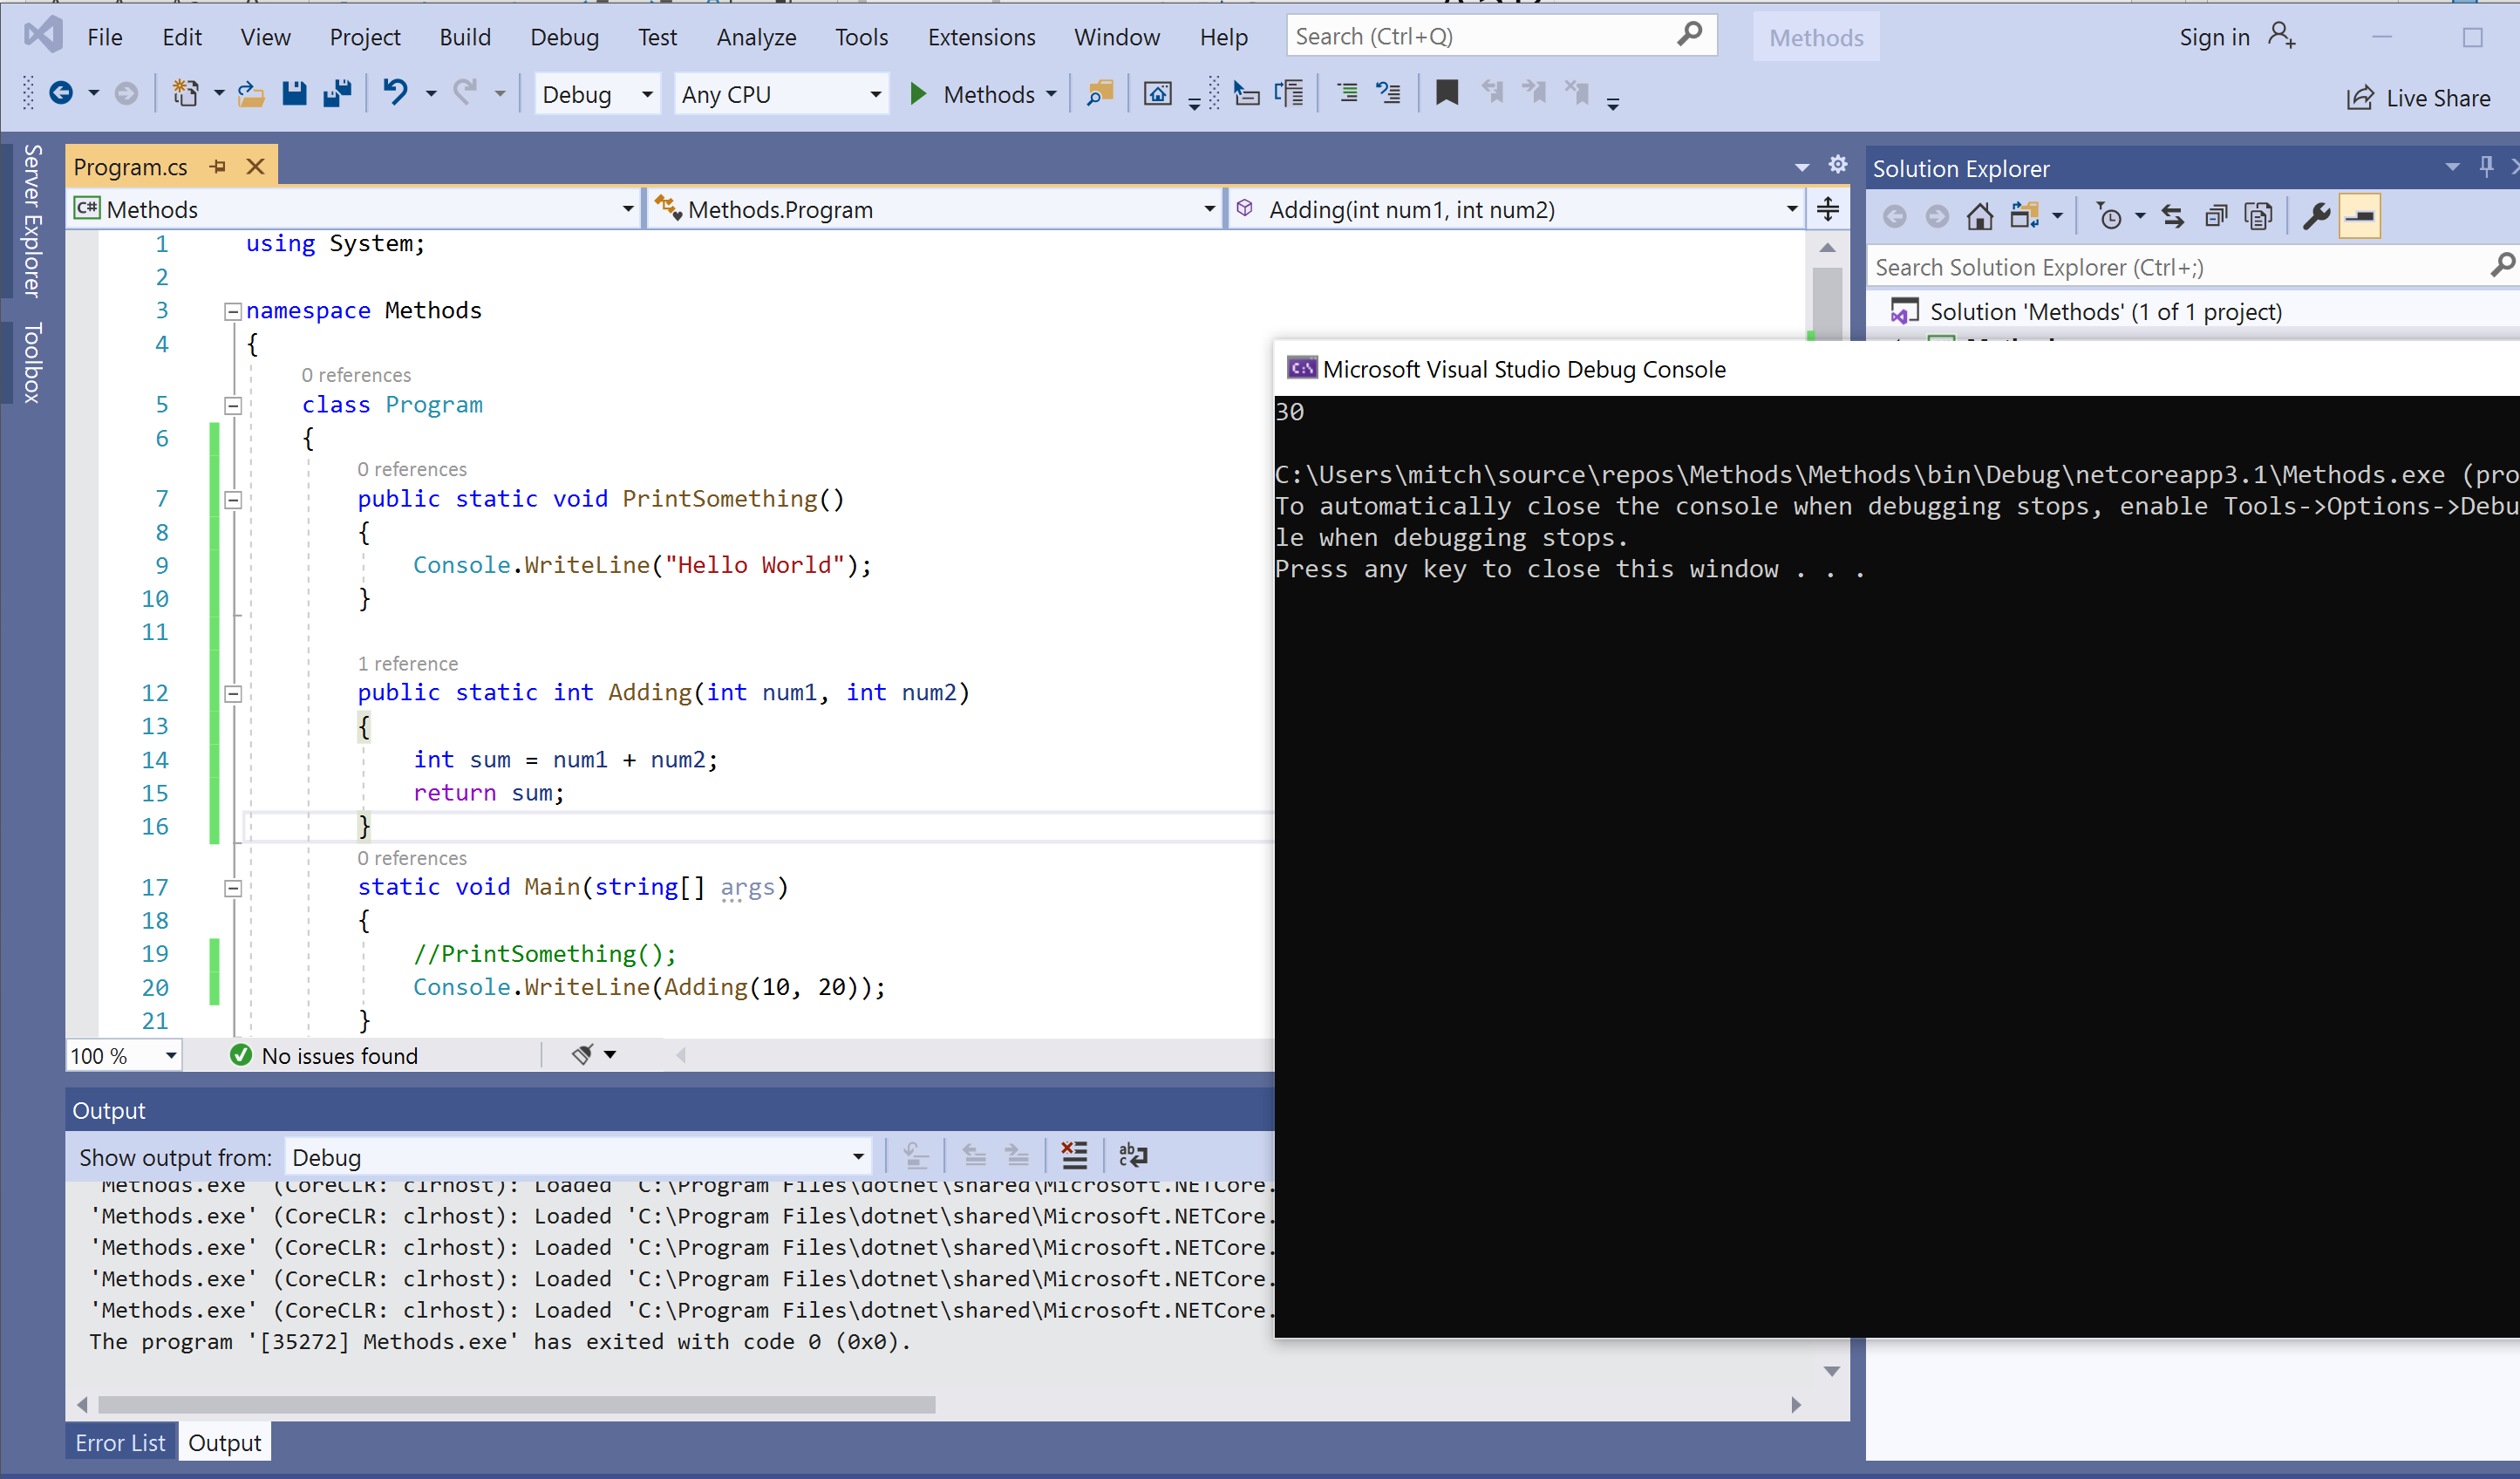 File Edit View Project Build Debug Test Analyze Tools Extensions Window Help Search (Ctrl+Q) Methods Sign in
Debug Any CPU Methods Live Share
Server Explorer
Toolbox
Program.cs
C# Methods Methods.Program Adding(int num1, int num2)
1 using System;
2
3 namespace Methods
4 {
0 references
5 class Program
6 {
0 references
7 public static void PrintSomething()
8 {
9 Console.WriteLine("Hello World");
10 }
11
1 reference
12 public static int Adding(int num1, int num2)
13 {
14 int sum = num1 + num2;
15 return sum;
16 }
0 references
17 static void Main(string[] args)
18 {
19 //PrintSomething();
20 Console.WriteLine(Adding(10, 20));
21 }
100 % No issues found
Output
Show output from: Debug
'Methods.exe' (CoreCLR: clrhost): Loaded 'C:\Program Files\dotnet\shared\Microsoft.NETCore.
'Methods.exe' (CoreCLR: clrhost): Loaded 'C:\Program Files\dotnet\shared\Microsoft.NETCore.
'Methods.exe' (CoreCLR: clrhost): Loaded 'C:\Program Files\dotnet\shared\Microsoft.NETCore.
'Methods.exe' (CoreCLR: clrhost): Loaded 'C:\Program Files\dotnet\shared\Microsoft.NETCore.
'Methods.exe' (CoreCLR: clrhost): Loaded 'C:\Program Files\dotnet\shared\Microsoft.NETCore.
The program '[35272] Methods.exe' has exited with code 0 (0x0).
Error List Output
Solution Explorer
Search Solution Explorer (Ctrl+;)
Solution 'Methods' (1 of 1 project)
C:\ Microsoft Visual Studio Debug Console
30
C:\Users\mitch\source\repos\Methods\Methods\bin\Debug\netcoreapp3.1\Methods.exe (pro
To automatically close the console when debugging stops, enable Tools->Options->Debu
le when debugging stops.
Press any key to close this window . . .